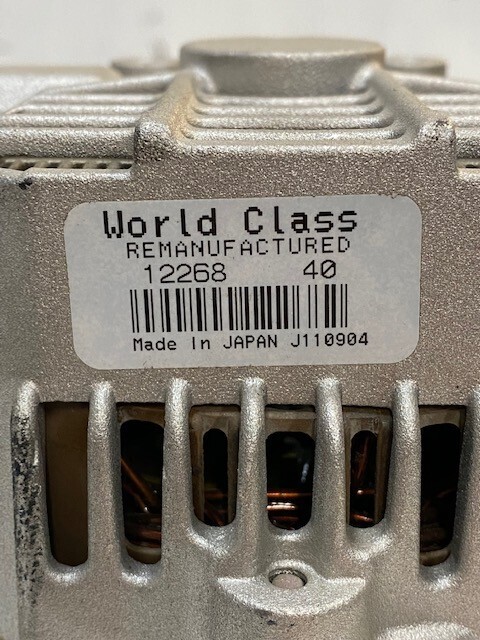 World Class
REMANUFACTURED
12268 40
Made In JAPAN J110904